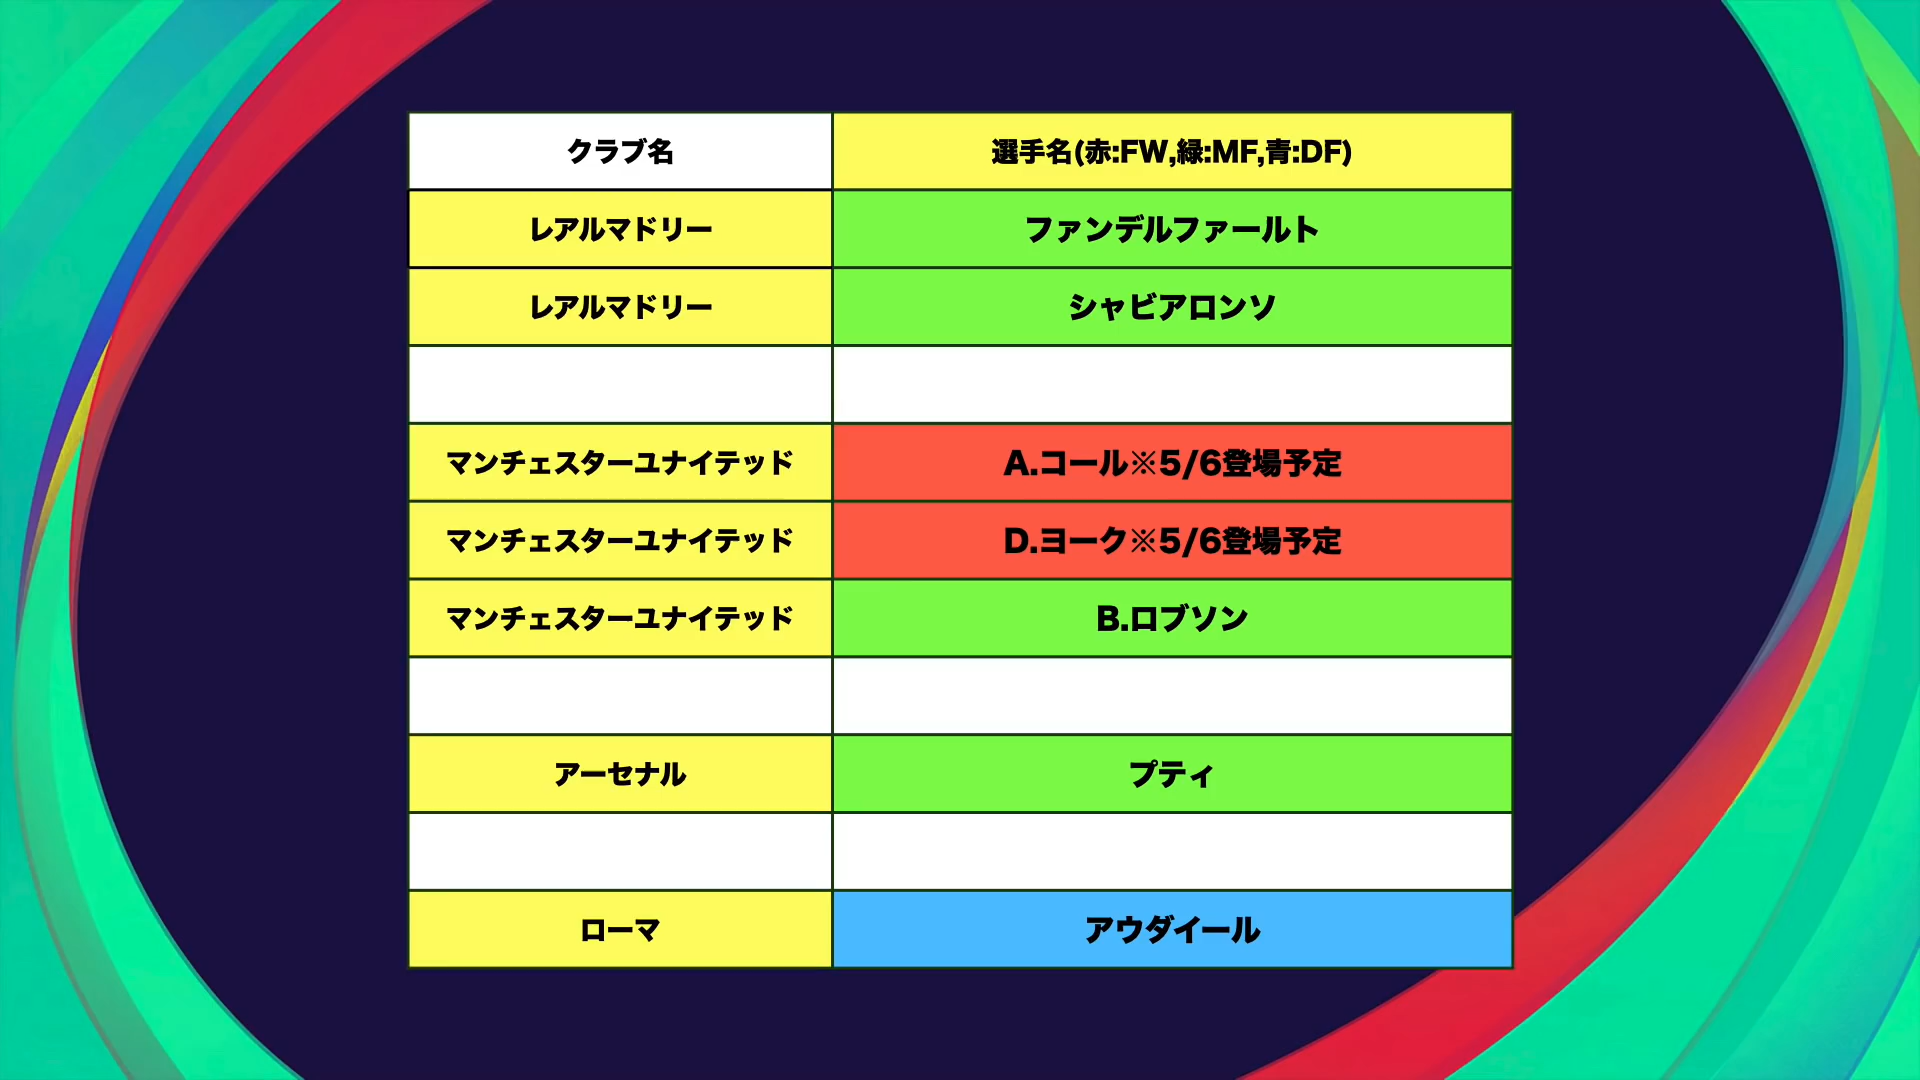 クラブ名 選手名(赤:FW,緑:MF,青:DF)
レアルマドリー ファンデルファールト
レアルマドリー シャビアロンソ
マンチェスターユナイテッド A.コール※5/6登場予定
マンチェスターユナイテッド D.ヨーク※5/6登場予定
マンチェスターユナイテッド B.ロブソン
アーセナル プティ
ローマ アウダイール